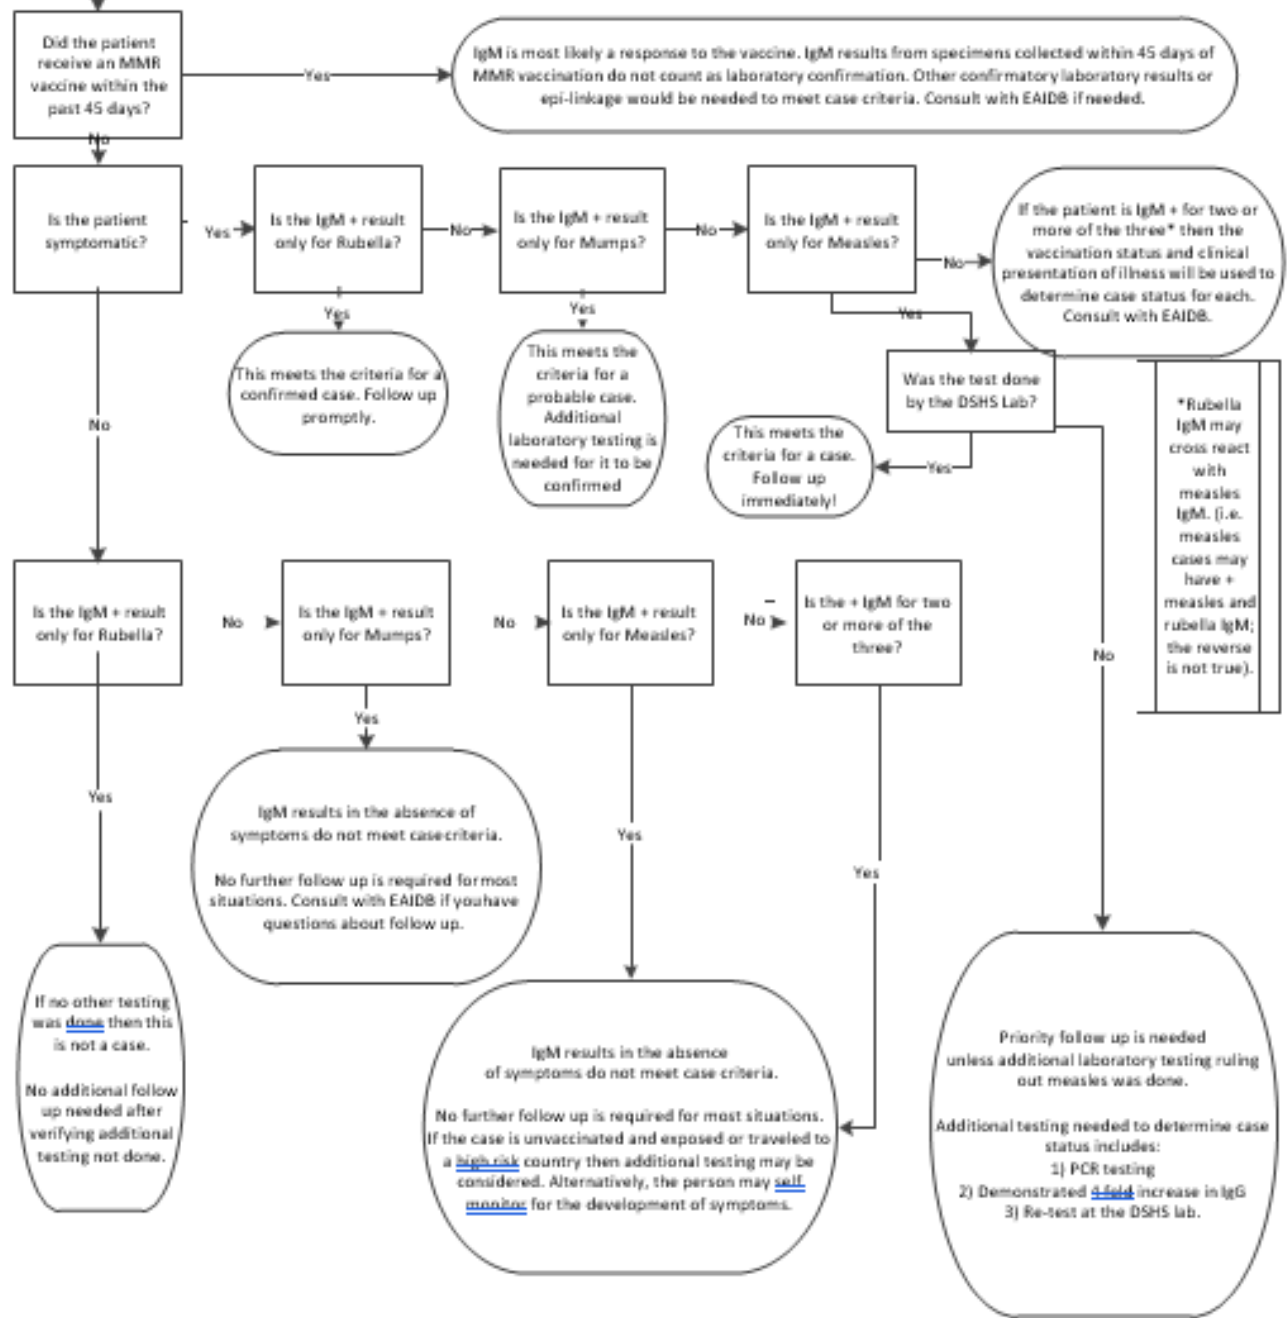 Did the patient
receive an MMR
vaccine within the
past 45 days?
Yes
IgM is most likely a response to the vaccine. IgM results from specimens collected within 45 days of
MMR vaccination do not count as laboratory confirmation. Other confirmatory laboratory results or
epi-linkage would be needed to meet case criteria. Consult with EAIDB if needed.
No
Is the patient
symptomatic?
Yes
Is the IgM + result
only for Rubella?
No
Is the IgM + result
only for Mumps?
No
Is the IgM + result
only for Measles?
No
If the patient is IgM + for two or
more of the three* then the
vaccination status and clinical
presentation of illness will be used to
determine case status for each.
Consult with EAIDB.
Yes
This meets the criteria for a
confirmed case. Follow up
promptly.
Yes
This meets the
criteria for a
probable case.
Additional
laboratory testing is
needed for it to be
confirmed
Yes
Was the test done
by the DSHS Lab?
Yes
This meets the
criteria for a case.
Follow up
immediately!
*Rubella
IgM may
cross react
with
measles
IgM. (i.e.
measles
cases may
have +
measles and
rubella IgM;
the reverse
is not true).
No
No
Is the IgM + result
only for Rubella?
No
Is the IgM + result
only for Mumps?
No
Is the IgM + result
only for Measles?
No
Is the + IgM for two
or more of the
three?
Yes
Yes
IgM results in the absence of
symptoms do not meet casecriteria.
No further follow up is required formost
situations. Consult with EAIDB if youhave
questions about follow up.
Yes
Yes
If no other testing
was done then this
is not a case.
No additional follow
up needed after
verifying additional
testing not done.
IgM results in the absence
of symptoms do not meet case criteria.
No further follow up is required for most situations.
If the case is unvaccinated and exposed or traveled to
a high risk country then additional testing may be
considered. Alternatively, the person may self
monitor for the development of symptoms.
Priority follow up is needed
unless additional laboratory testing ruling
out measles was done.
Additional testing needed to determine case
status includes:
1) PCR testing
2) Demonstrated 4 fold increase in IgG
3) Re-test at the DSHS lab.